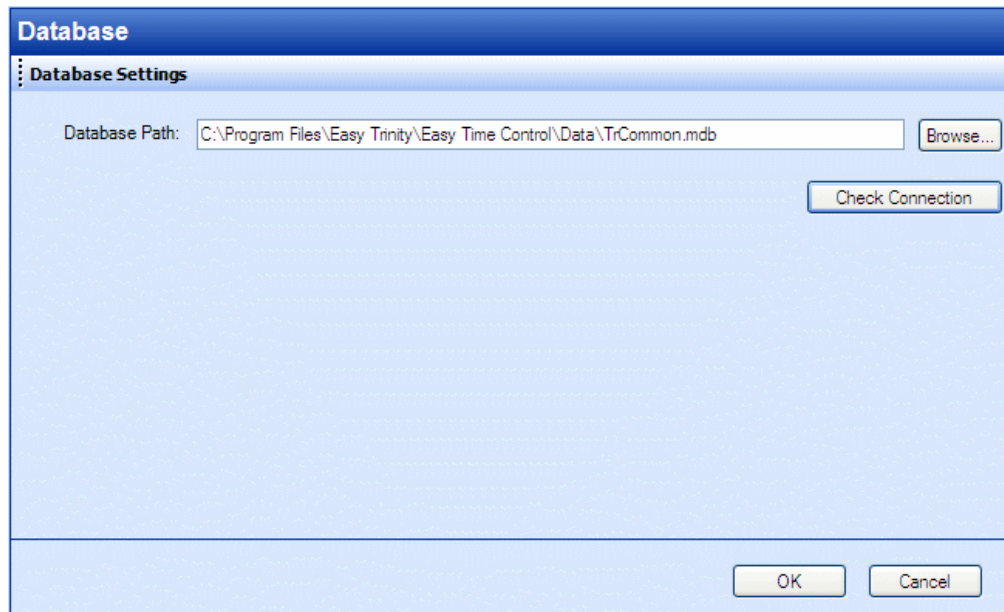 Database
Database Settings
Database Path: C:\Program Files\Easy Trinity\Easy Time Control\Data\TrCommon.mdb Browse...
Check Connection
OK Cancel